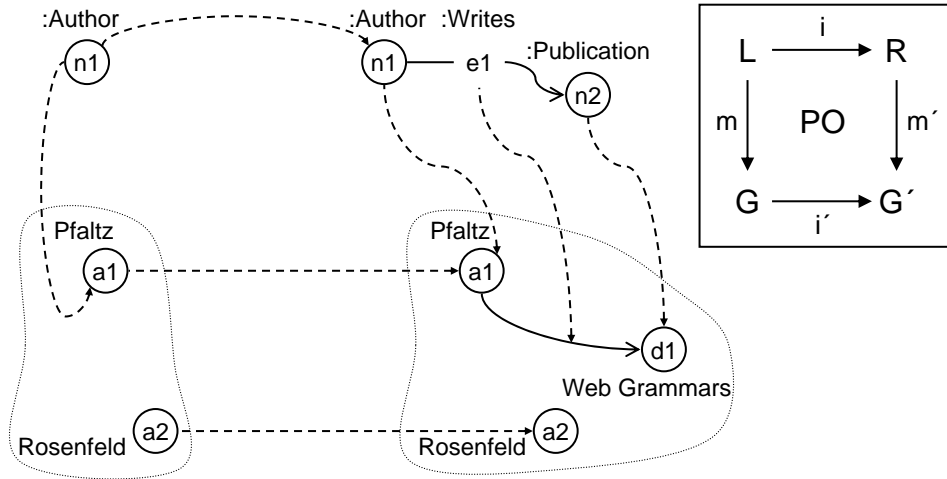 :Author :Author :Writes
:Publication
n1 n1 e1
n2
i
L R
m PO m´
G G´
i´
Pfaltz Pfaltz
a1 a1
d1
Web Grammars
Rosenfeld a2 Rosenfeld a2